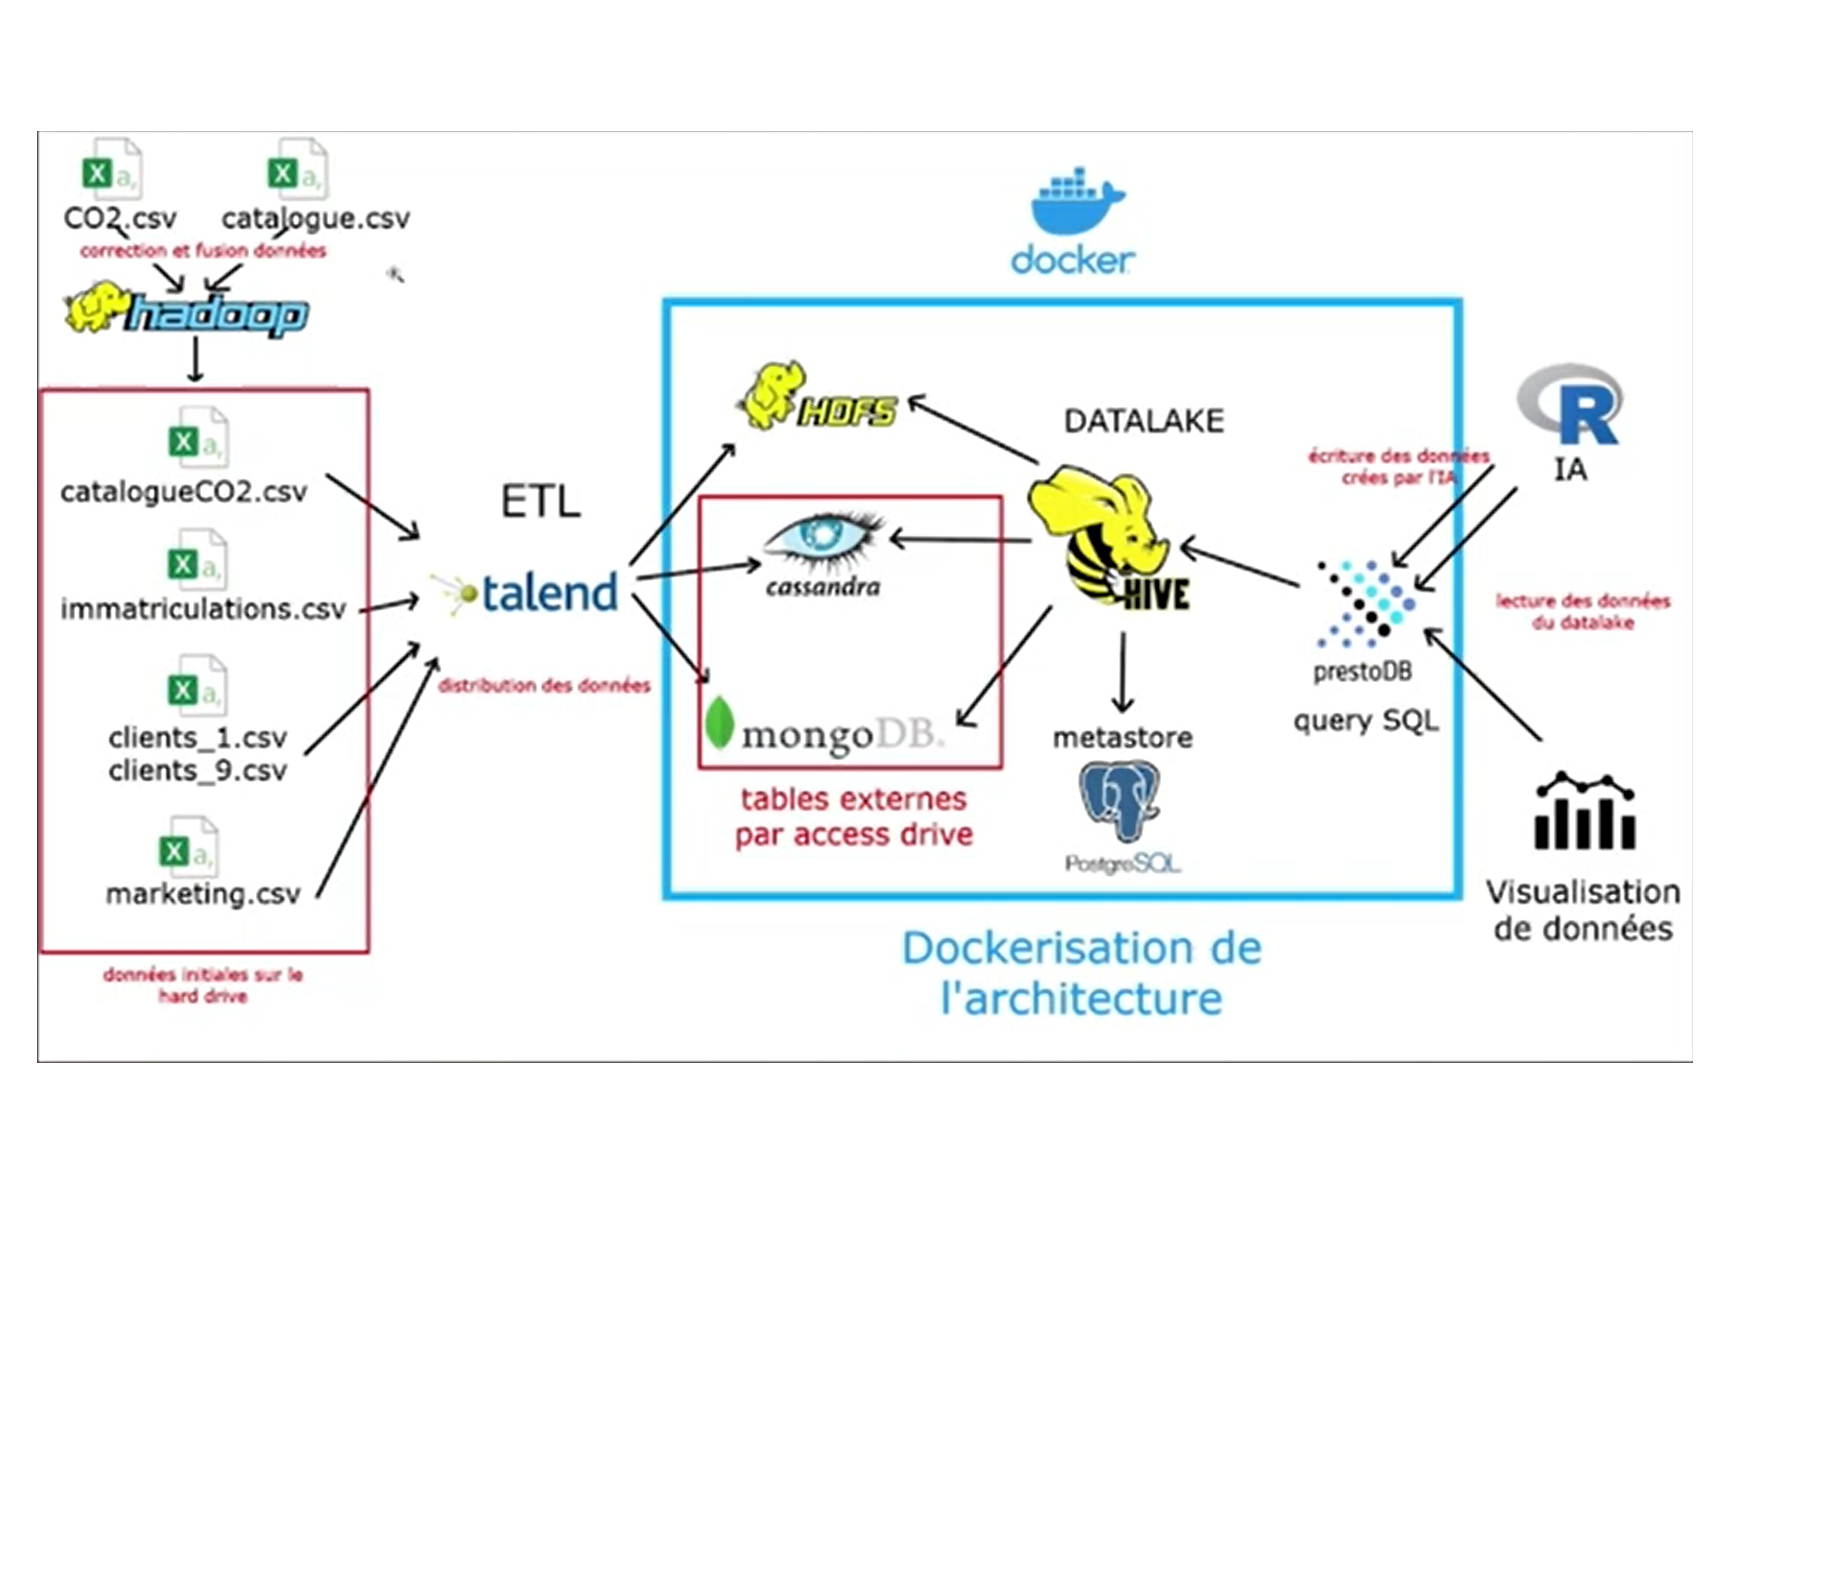 CO2.csv
catalogue.csv
correction et fusion données
hadoop
catalogueCO2.csv
immatriculations.csv
clients_1.csv
clients_9.csv
marketing.csv
données initiales sur le
hard drive
ETL
talend
distribution des données
docker
HDFS
DATALAKE
cassandra
HIVE
mongoDB.
tables externes
par access drive
metastore
PostgreSQL
écriture des données
crées par l'IA
R
IA
lecture des données
du datalake
prestoDB
query SQL
Visualisation
de données
Dockerisation de
l'architecture